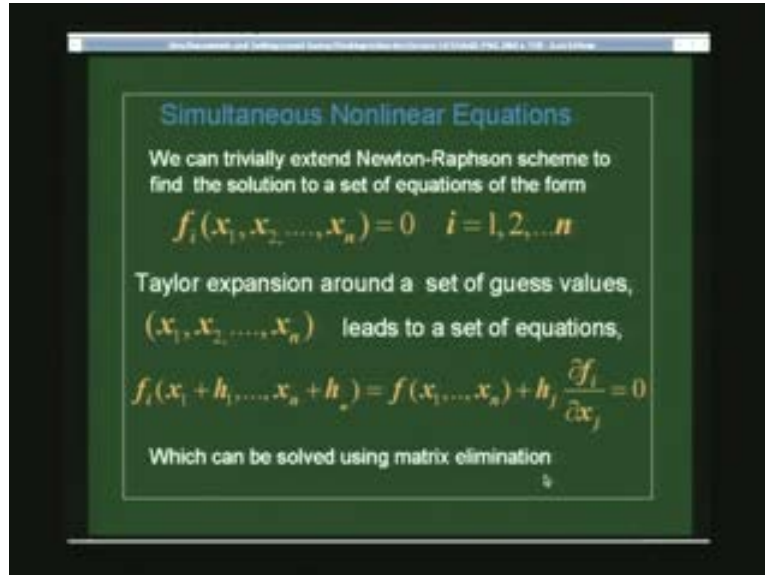 Simultaneous Nonlinear Equations
We can trivially extend Newton-Raphson scheme to
find the solution to a set of equations of the form
fᵢ(x₁, x₂,...., xₙ) = 0 i = 1, 2,...n
Taylor expansion around a set of guess values,
(x₁, x₂,....., xₙ) leads to a set of equations,
fᵢ(x₁ + h₁,..., xₙ + hₙ) = f(x₁,..., xₙ) + hⱼ ∂fᵢ/∂xⱼ = 0
Which can be solved using matrix elimination